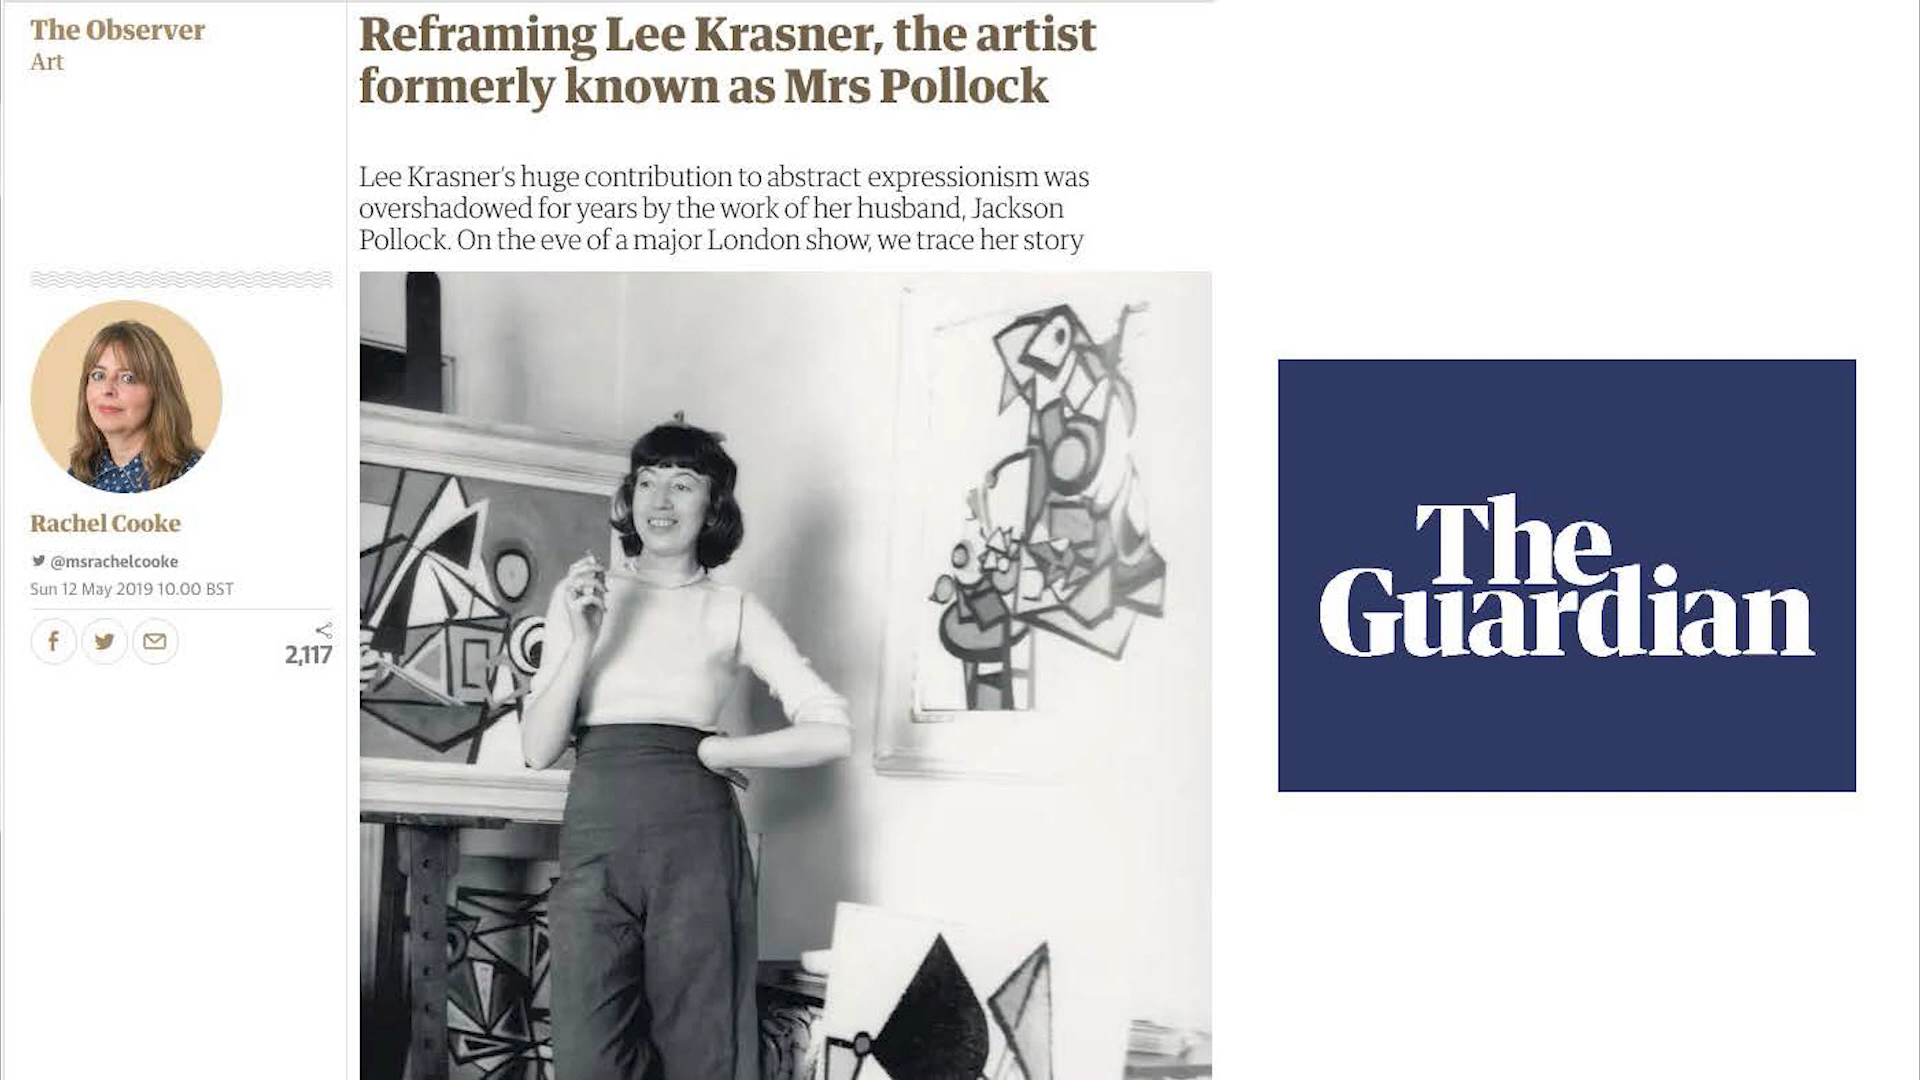 The Observer
Art
Reframing Lee Krasner, the artist
formerly known as Mrs Pollock
Lee Krasner's huge contribution to abstract expressionism was
overshadowed for years by the work of her husband, Jackson
Pollock. On the eve of a major London show, we trace her story
Rachel Cooke
@msrachelcooke
Sun 12 May 2019 10.00 BST
2,117
The
Guardian